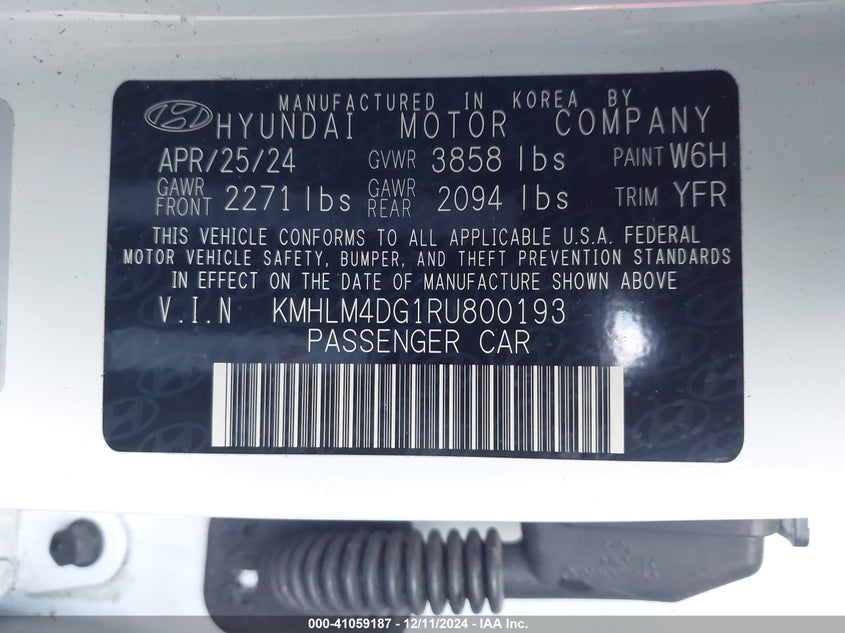 MANUFACTURED IN KOREA BY
HYUNDAI MOTOR COMPANY
APR/25/24 GVWR 3858 lbs PAINT W6H
GAWR FRONT 2271 lbs GAWR REAR 2094 lbs TRIM YFR
THIS VEHICLE CONFORMS TO ALL APPLICABLE U.S.A. FEDERAL
MOTOR VEHICLE SAFETY, BUMPER, AND THEFT PREVENTION STANDARDS
IN EFFECT ON THE DATE OF MANUFACTURE SHOWN ABOVE
V.I.N KMHLM4DG1RU800193
PASSENGER CAR
000-41059187 - 12/11/2024 - IAA Inc.